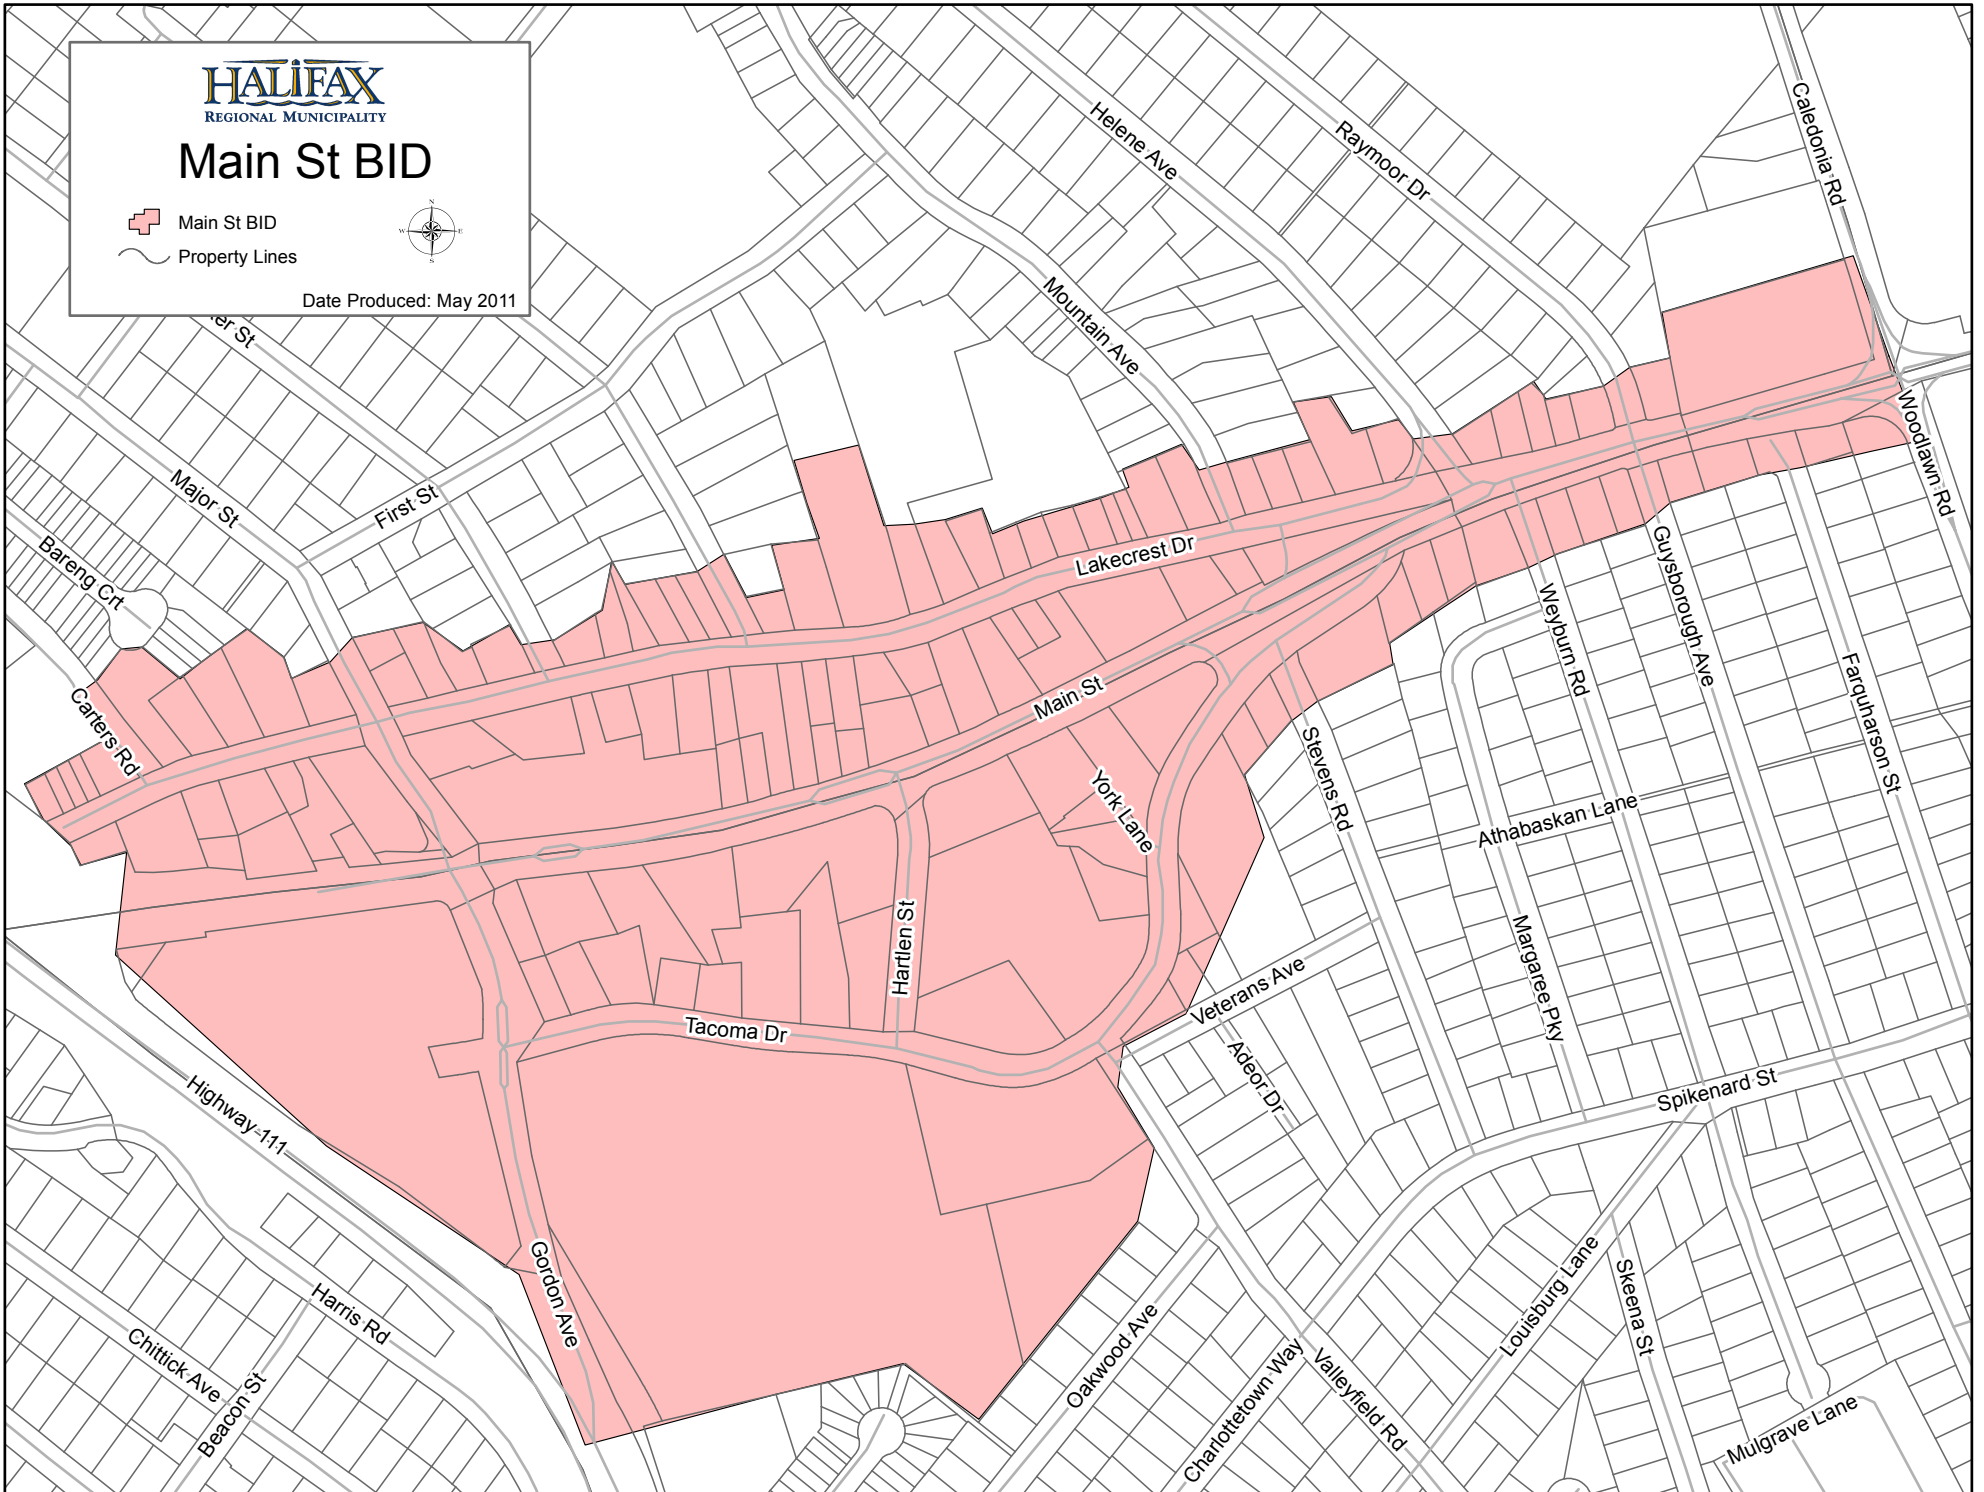 HALIFAX
REGIONAL MUNICIPALITY
Main St BID
Main St BID
Property Lines
N
W
E
S
Date Produced: May 2011
er St
Major St
First St
Bareng Crt
Carters Rd
Helene Ave
Raymoor Dr
Caledonia Rd
Mountain Ave
Lakecrest Dr
Main St
York Lane
Hartlen St
Tacoma Dr
Woodlawn Rd
Guysborough Ave
Weyburn Rd
Farquharson St
Stevens Rd
Athabaskan Lane
Margaree Pky
Veterans Ave
Adeor Dr
Spikenard St
Highway 111
Gordon Ave
Harris Rd
Chittick Ave
Beacon St
Oakwood Ave
Charlottetown Way
Valleyfield Rd
Louisburg Lane
Skeena St
Mulgrave Lane